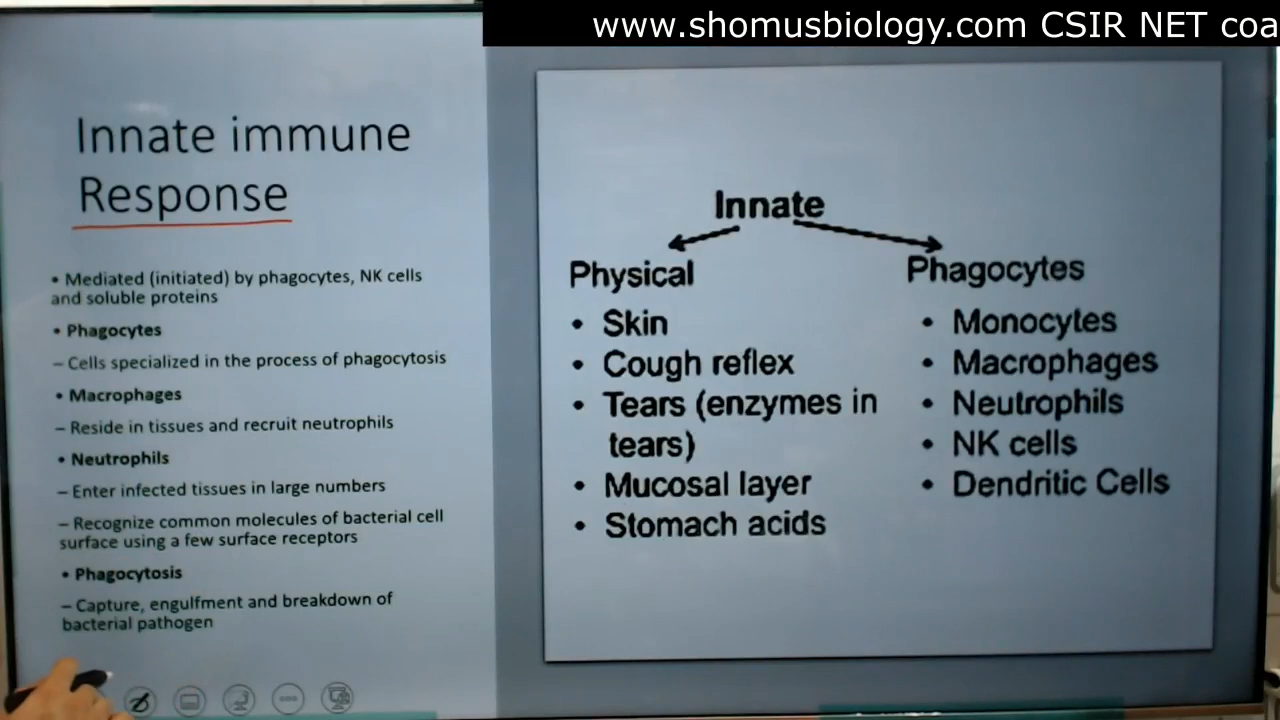 www.shomusbiology.com CSIR NET coa
Innate immune
Response
• Mediated (initiated) by phagocytes, NK cells
and soluble proteins
• Phagocytes
– Cells specialized in the process of phagocytosis
• Macrophages
– Reside in tissues and recruit neutrophils
• Neutrophils
– Enter infected tissues in large numbers
– Recognize common molecules of bacterial cell
surface using a few surface receptors
• Phagocytosis
– Capture, engulfment and breakdown of
bacterial pathogen
Innate
Physical
• Skin
• Cough reflex
• Tears (enzymes in
tears)
• Mucosal layer
• Stomach acids
Phagocytes
• Monocytes
• Macrophages
• Neutrophils
• NK cells
• Dendritic Cells